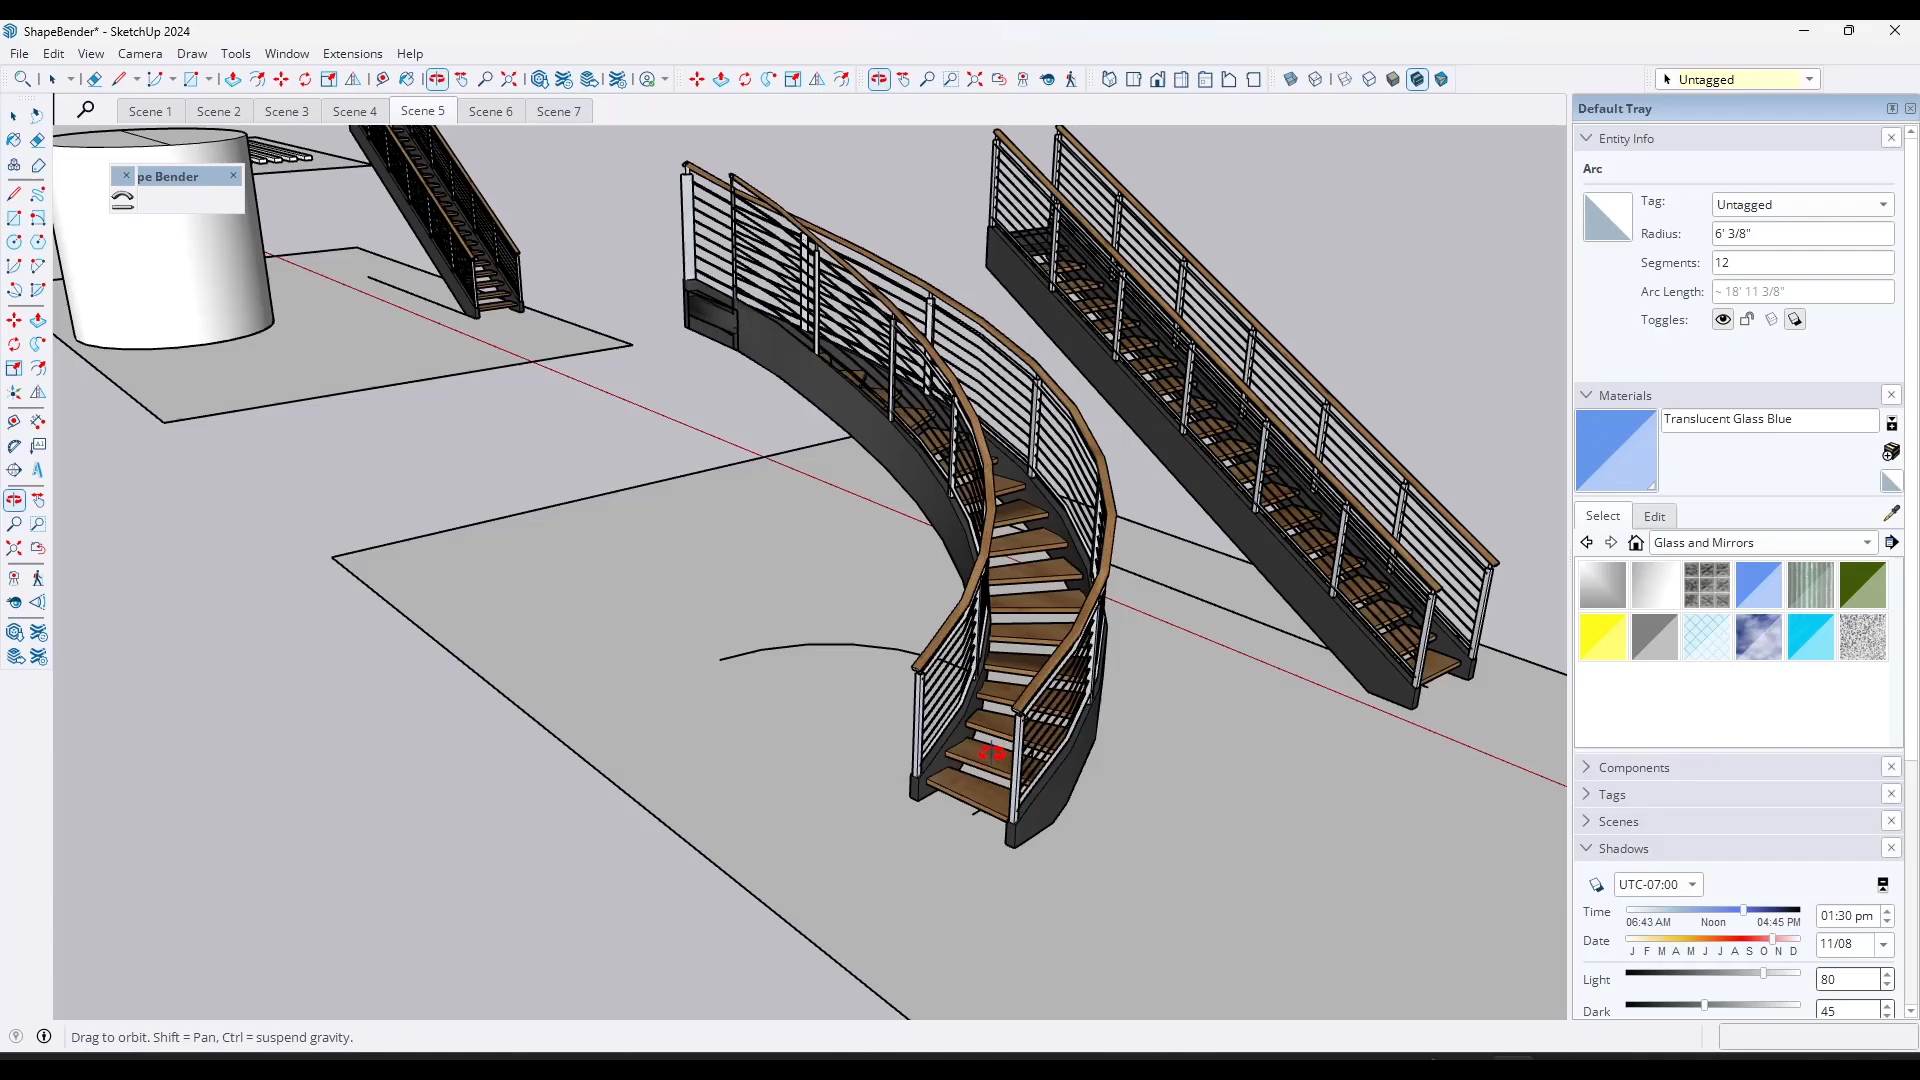 ShapeBender* - SketchUp 2024
File Edit View Camera Draw Tools Window Extensions Help
Untagged
Scene 1 Scene 2 Scene 3 Scene 4 Scene 5 Scene 6 Scene 7
pe Bender
Default Tray
Entity Info
Arc
Tag: Untagged
Radius: 6' 3/8"
Segments: 12
Arc Length: ~ 18' 11 3/8"
Toggles:
Materials
Translucent Glass Blue
Select Edit
Glass and Mirrors
Components
Tags
Scenes
Shadows
UTC-07:00
Time 06:43 AM Noon 04:45 PM 01:30 pm
Date J F M A M J J A S O N D 11/08
Light 80
Dark 45
Drag to orbit. Shift = Pan, Ctrl = suspend gravity.